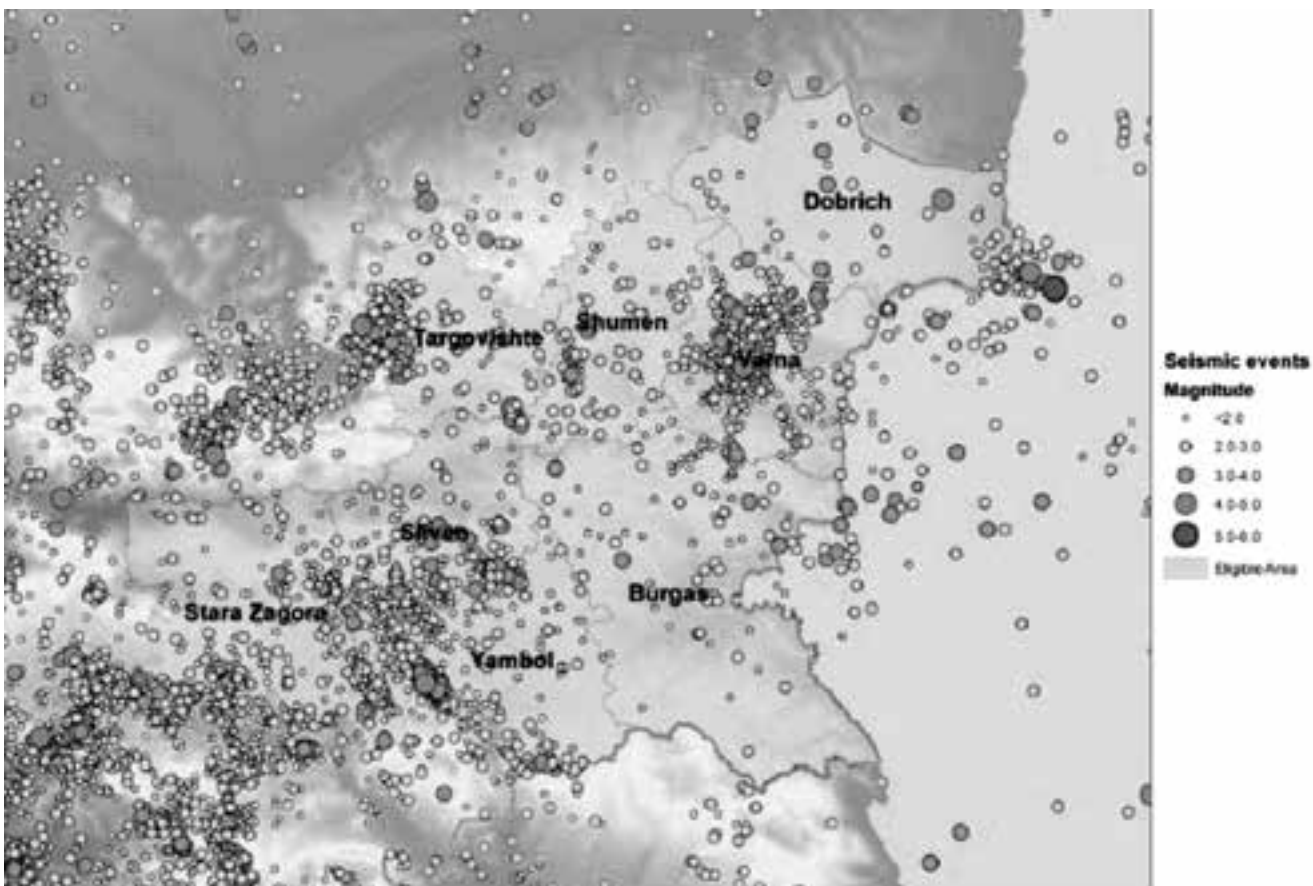 Dobrich
Targovishte
Shumen
Varna
Seismic events
Magnitude
<2.0
2.0-3.0
3.0-4.0
4.0-5.0
5.0-6.0
Eligible Area
Sliven
Stara Zagora
Burgas
Yambol